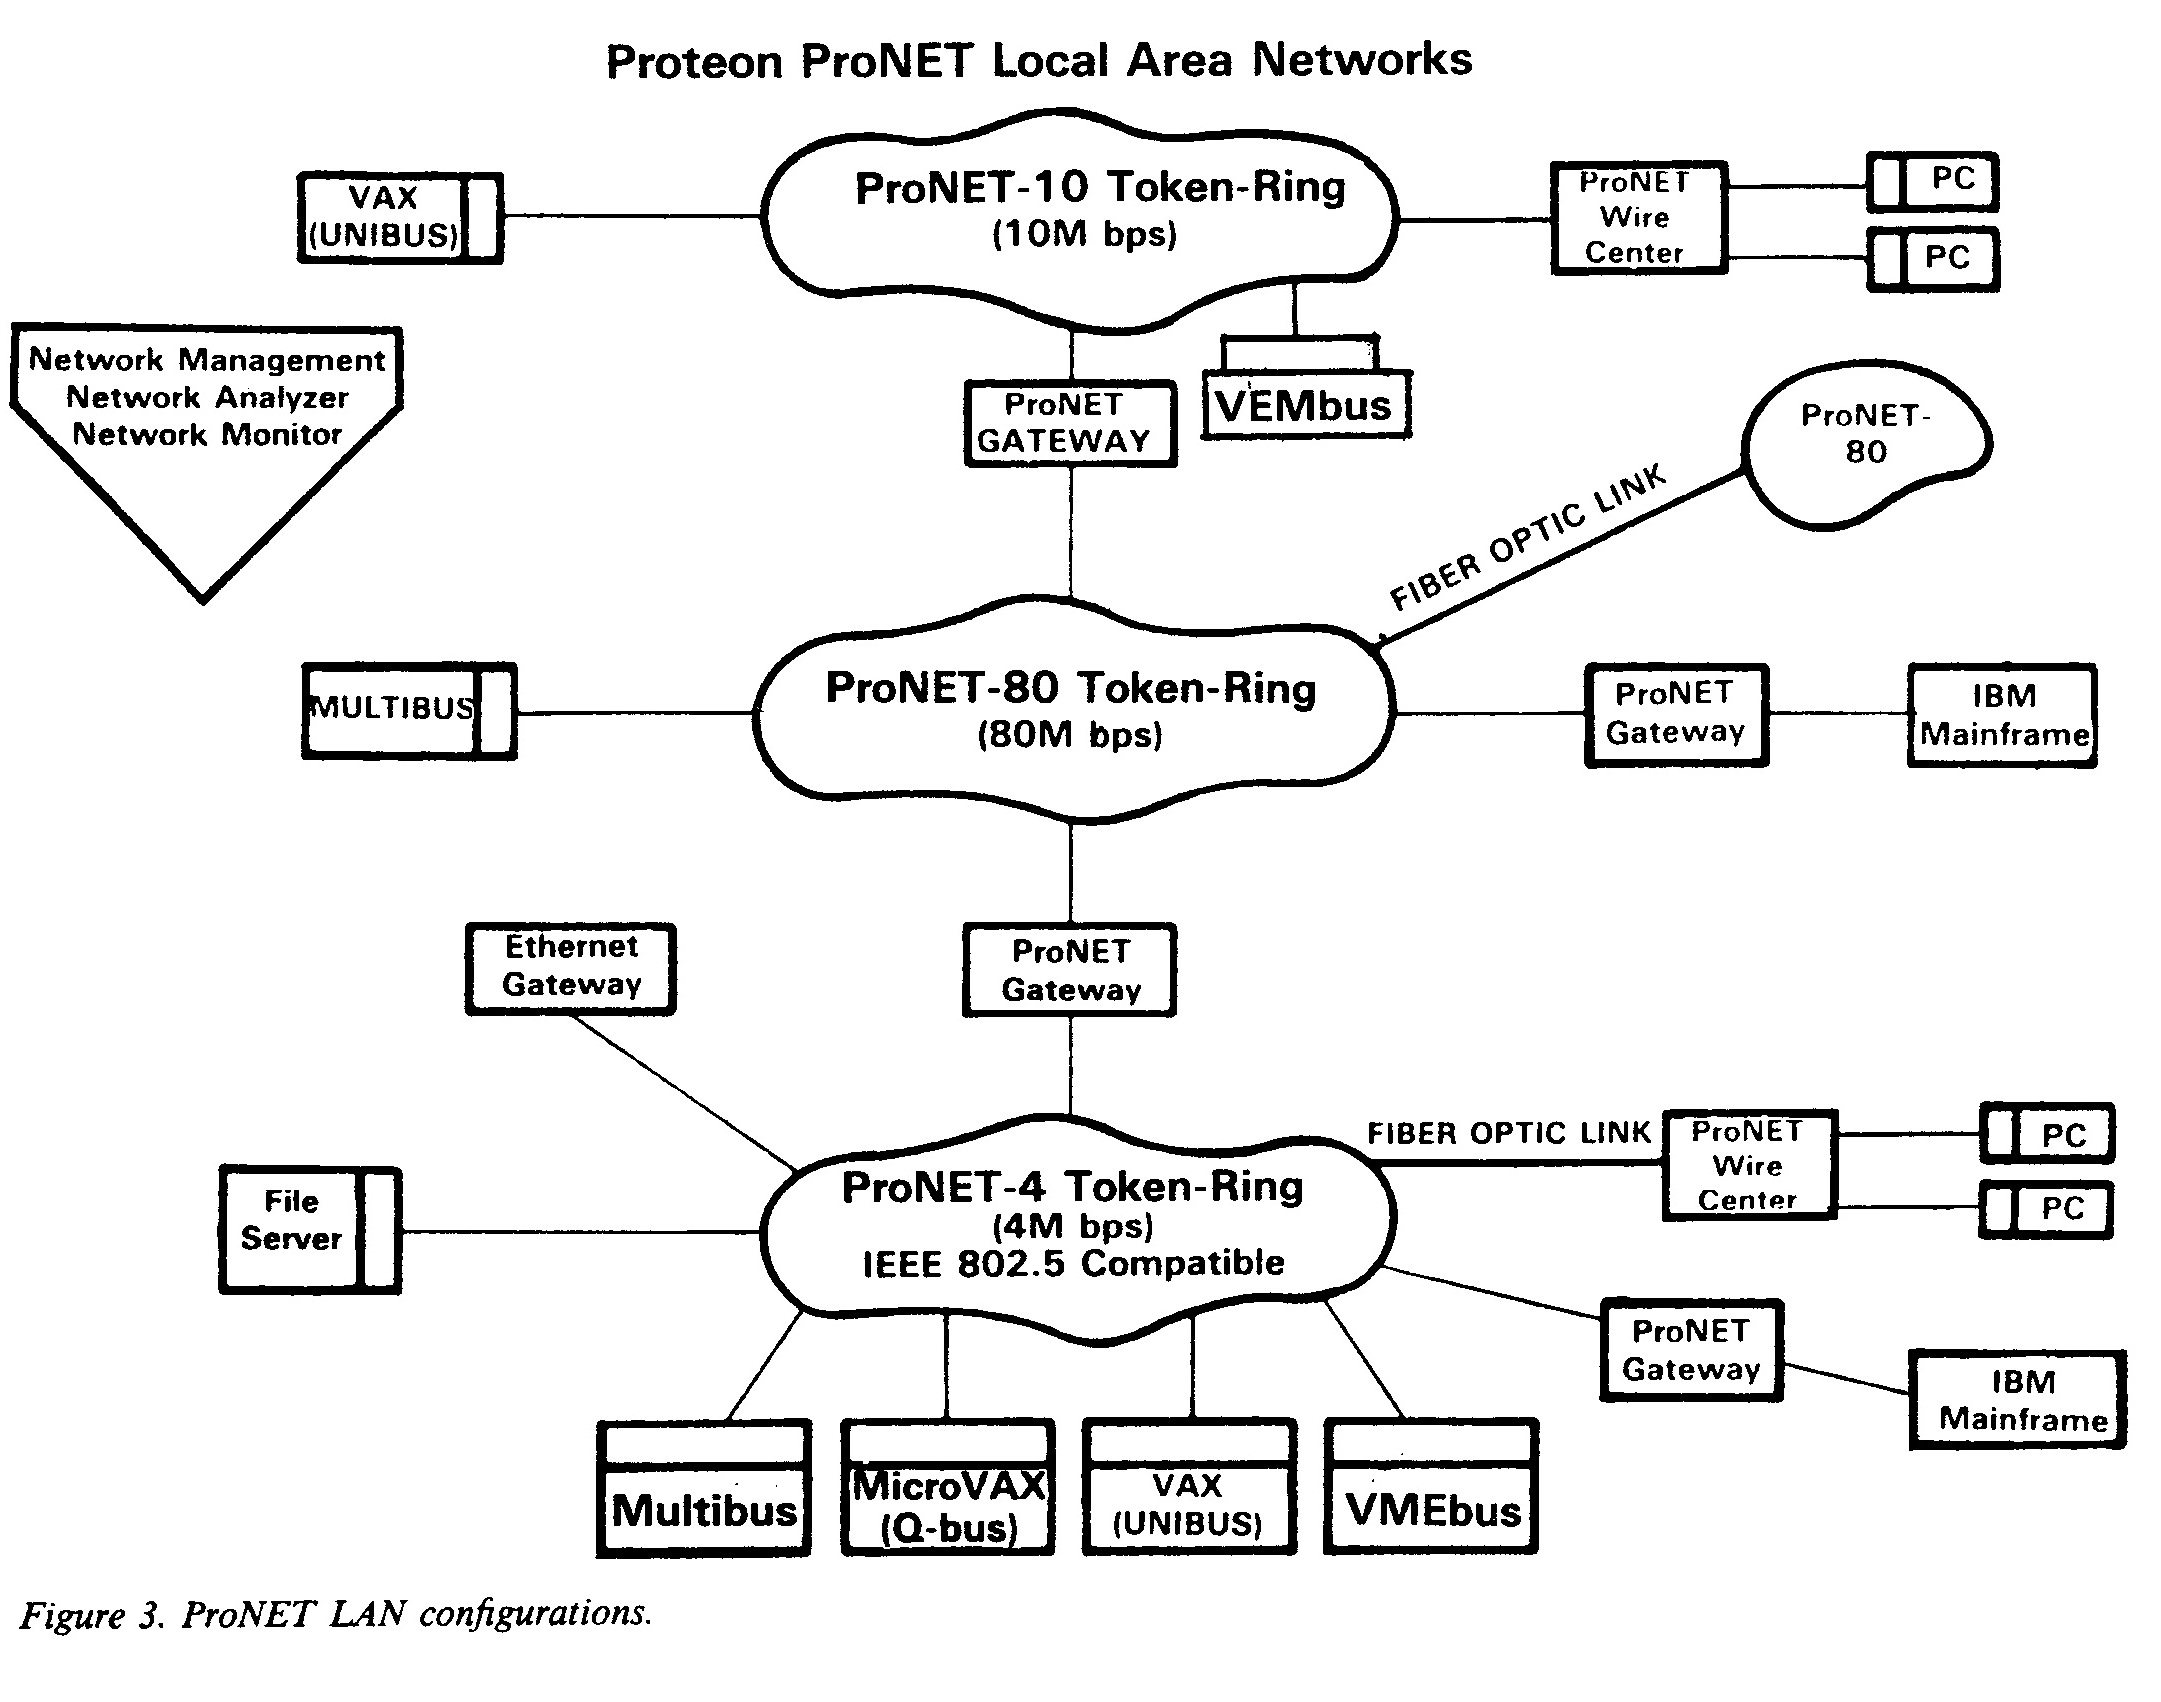 Proteon ProNET Local Area Networks
VAX
(UNIBUS)
ProNET-10 Token-Ring
(10M bps)
ProNET
Wire
Center
PC
PC
Network Management
Network Analyzer
Network Monitor
ProNET
GATEWAY
VEMbus
ProNET-
80
FIBER OPTIC LINK
MULTIBUS
ProNET-80 Token-Ring
(80M bps)
ProNET
Gateway
IBM
Mainframe
Ethernet
Gateway
ProNET
Gateway
File
Server
ProNET-4 Token-Ring
(4M bps)
IEEE 802.5 Compatible
FIBER OPTIC LINK
ProNET
Wire
Center
PC
PC
ProNET
Gateway
IBM
Mainframe
Multibus
MicroVAX
(Q-bus)
VAX
(UNIBUS)
VMEbus
Figure 3. ProNET LAN configurations.